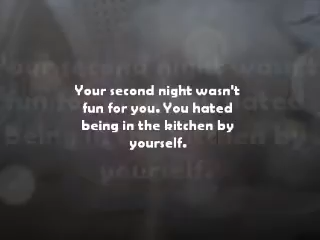 Your second night wasn't
fun for you. You hated
being in the kitchen by
yourself.